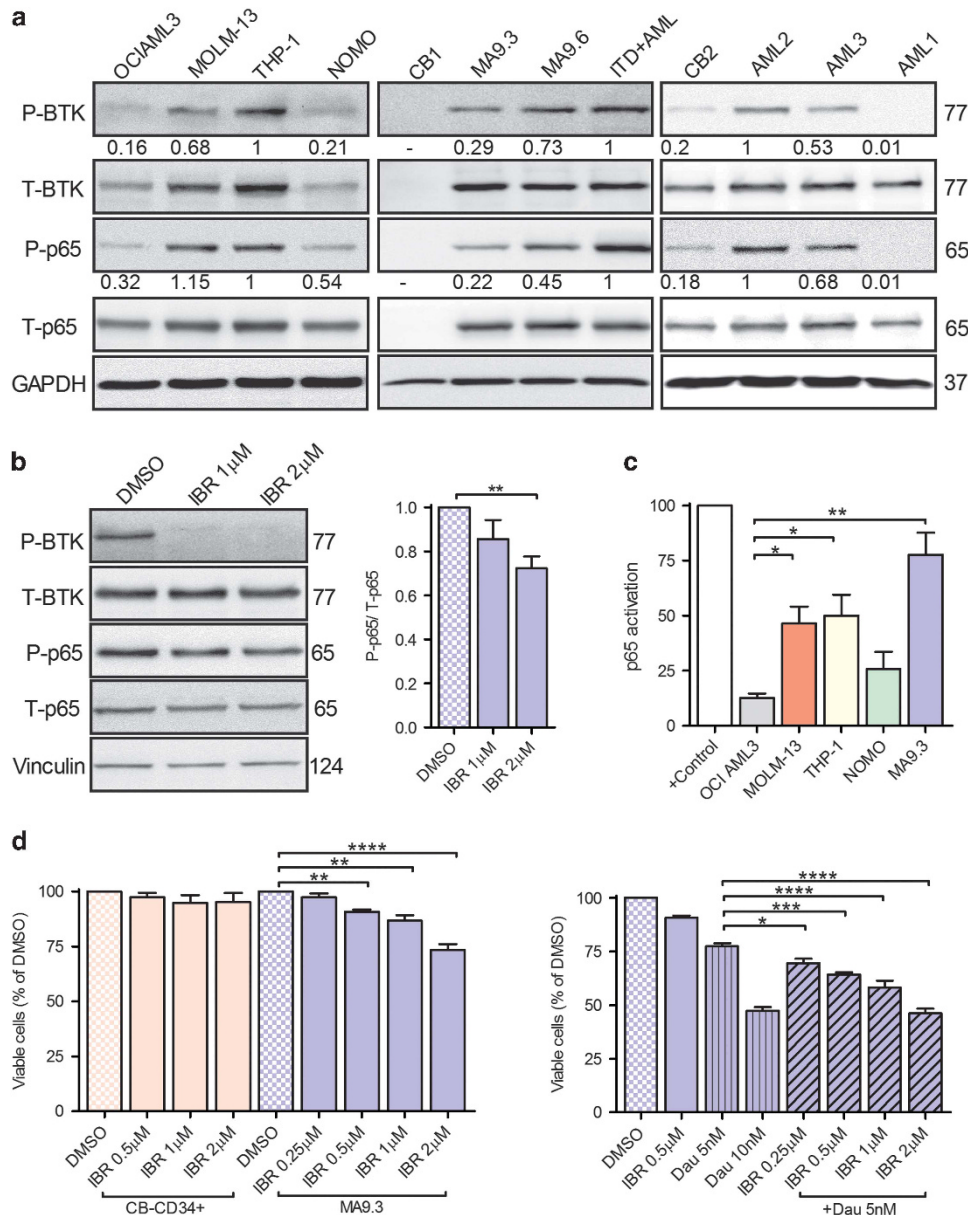 a
OCIAML3 MOLM-13 THP-1 NOMO CB1 MA9.3 MA9.6 ITD+AML CB2 AML2 AML3 AML1
P-BTK 77
0.16 0.68 1 0.21 - 0.29 0.73 1 0.2 1 0.53 0.01
T-BTK 77
P-p65 65
0.32 1.15 1 0.54 - 0.22 0.45 1 0.18 1 0.68 0.01
T-p65 65
GAPDH 37
b
DMSO IBR 1µM IBR 2µM
P-BTK 77
T-BTK 77
P-p65 65
T-p65 65
Vinculin 124
**
P-p65/ T-p65
1.0
0.8
0.6
0.4
0.2
0.0
DMSO IBR 1µM IBR 2µM
c
**
*
*
p65 activation
100
75
50
25
0
+Control OCI AML3 MOLM-13 THP-1 NOMO MA9.3
d
****
**
**
Viable cells (% of DMSO)
100
75
50
25
0
DMSO IBR 0.5µM IBR 1µM IBR 2µM DMSO IBR 0.25µM IBR 0.5µM IBR 1µM IBR 2µM
CB-CD34+ MA9.3
****
****
***
*
Viable cells (% of DMSO)
100
75
50
25
0
DMSO IBR 0.5µM Dau 5nM Dau 10nM IBR 0.25µM IBR 0.5µM IBR 1µM IBR 2µM
+Dau 5nM